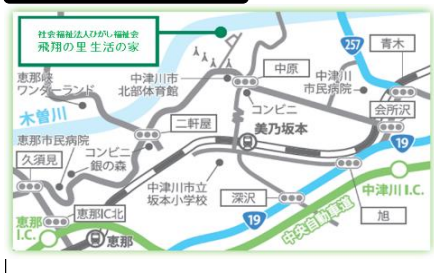 社会福祉法人ひがし福祉会
飛翔の里 生活の家
257
青木
恵那峡
ワンダーランド
中津川市
北部体育館
中原
中津川
市民病院
木曽川
コンビニ
会所沢
二軒屋
美乃坂本
19
恵那市民病院
久須見
コンビニ
銀の森
中津川市立
坂本小学校
深沢
中津川 I.C.
旭
恵那
I.C.
恵那IC北
恵那
19
中央自動車道